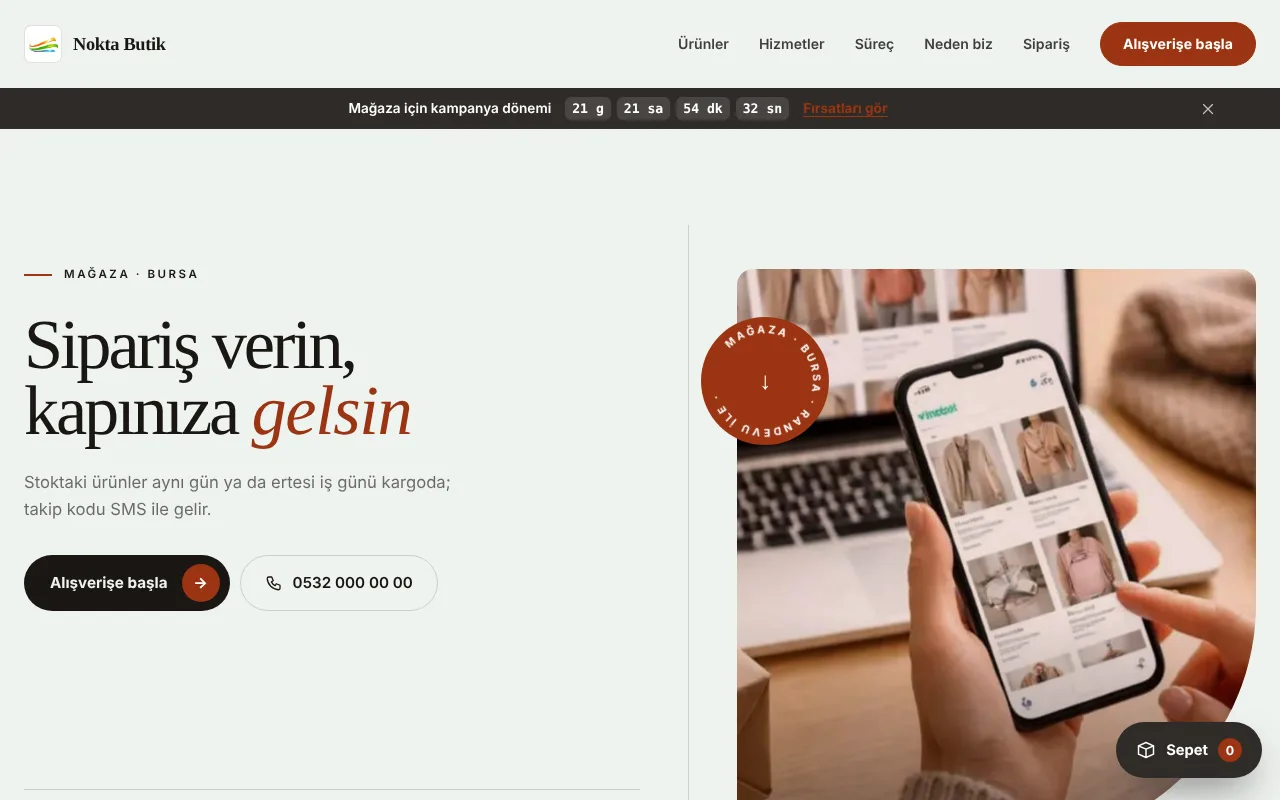 Nokta Butik
Ürünler
Hizmetler
Süreç
Neden biz
Sipariş
Alışverişe başla
Mağaza için kampanya dönemi
21 g
21 sa
54 dk
32 sn
Fırsatları gör
MAĞAZA · BURSA
Sipariş verin,
kapınıza gelsin
Stoktaki ürünler aynı gün ya da ertesi iş günü kargoda;
takip kodu SMS ile gelir.
Alışverişe başla
0532 000 00 00
MAĞAZA · BURSA · RANDEVU İLE ·
↓
Sepet
0